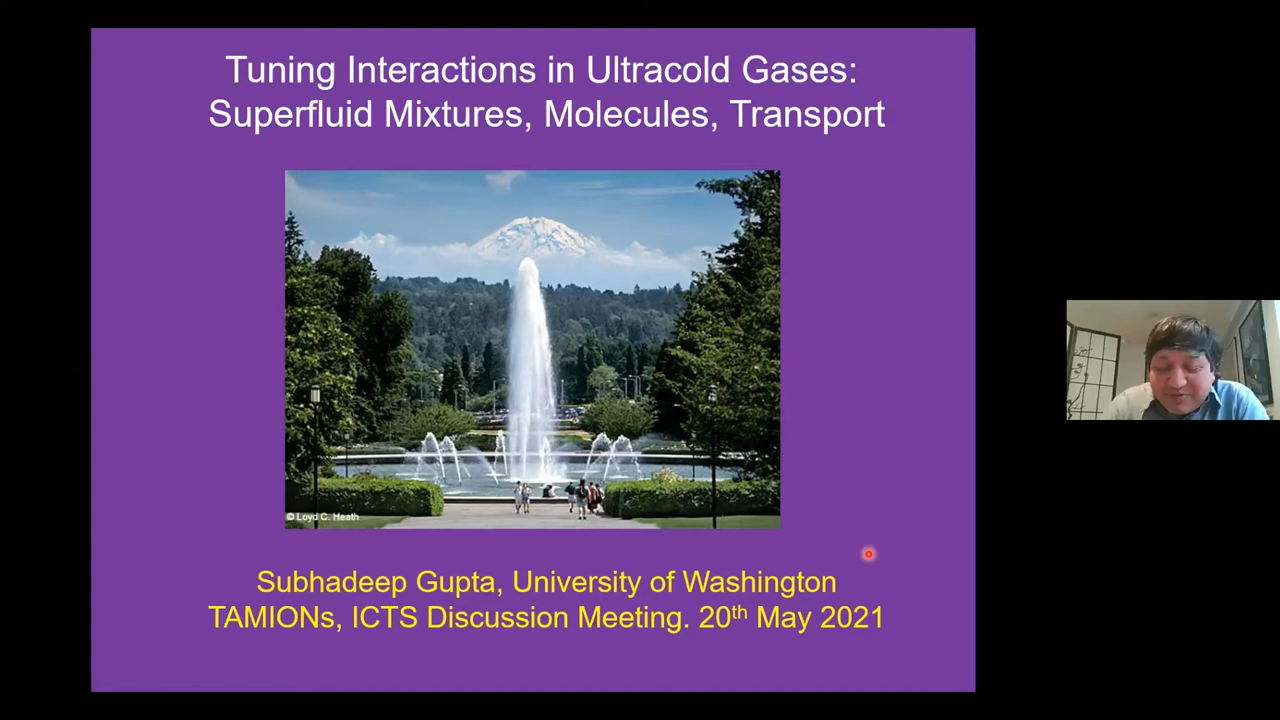 Tuning Interactions in Ultracold Gases:
Superfluid Mixtures, Molecules, Transport
© Loyd C. Heath
Subhadeep Gupta, University of Washington
TAMIONs, ICTS Discussion Meeting. 20th May 2021